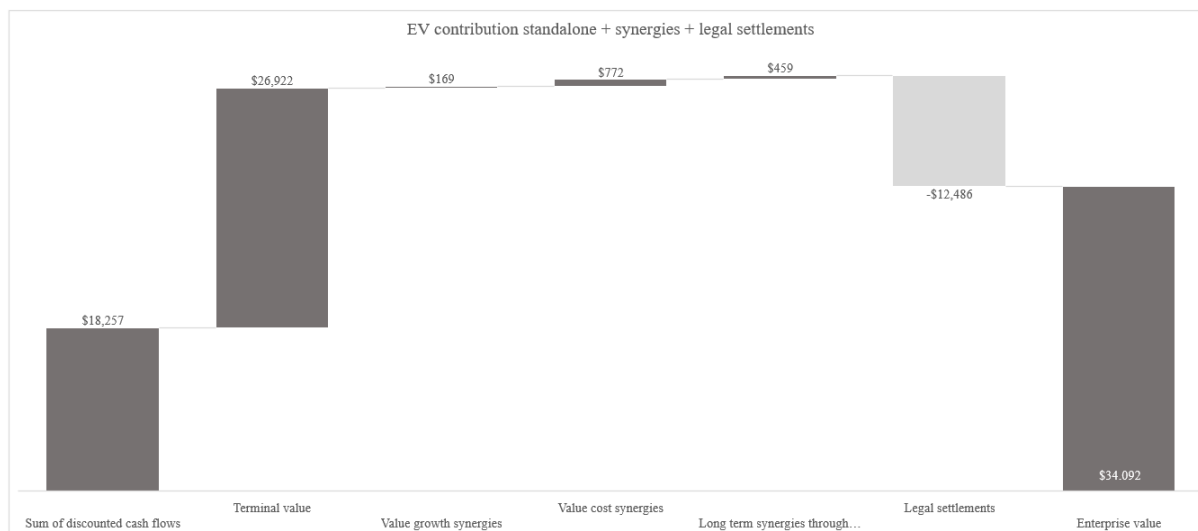 EV contribution standalone + synergies + legal settlements
$18,257
$26,922
$169
$772
$459
-$12,486
$34.092
Sum of discounted cash flows
Terminal value
Value growth synergies
Value cost synergies
Long term synergies through…
Legal settlements
Enterprise value